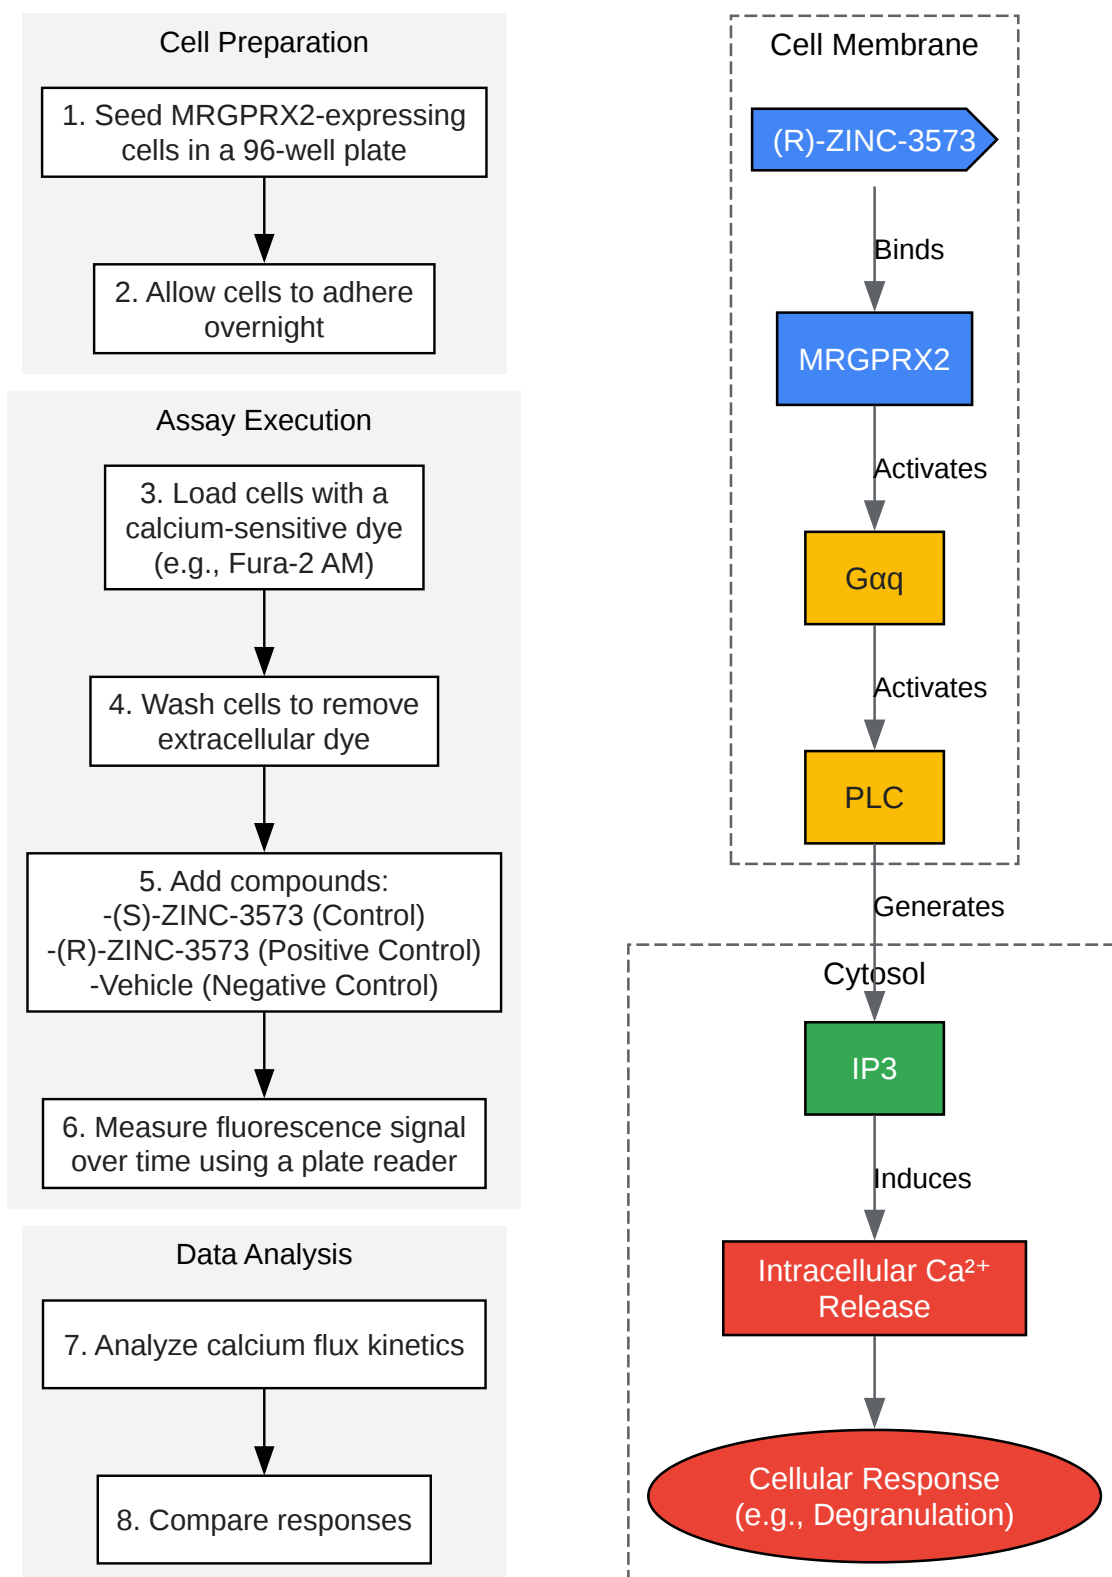 Cell Preparation
1. Seed MRGPRX2-expressing
cells in a 96-well plate
2. Allow cells to adhere
overnight
Assay Execution
3. Load cells with a
calcium-sensitive dye
(e.g., Fura-2 AM)
4. Wash cells to remove
extracellular dye
5. Add compounds:
-(S)-ZINC-3573 (Control)
-(R)-ZINC-3573 (Positive Control)
-Vehicle (Negative Control)
6. Measure fluorescence signal
over time using a plate reader
Data Analysis
7. Analyze calcium flux kinetics
8. Compare responses
Cell Membrane
(R)-ZINC-3573
Binds
MRGPRX2
Activates
Gαq
Activates
PLC
Generates
Cytosol
IP3
Induces
Intracellular Ca²⁺
Release
Cellular Response
(e.g., Degranulation)